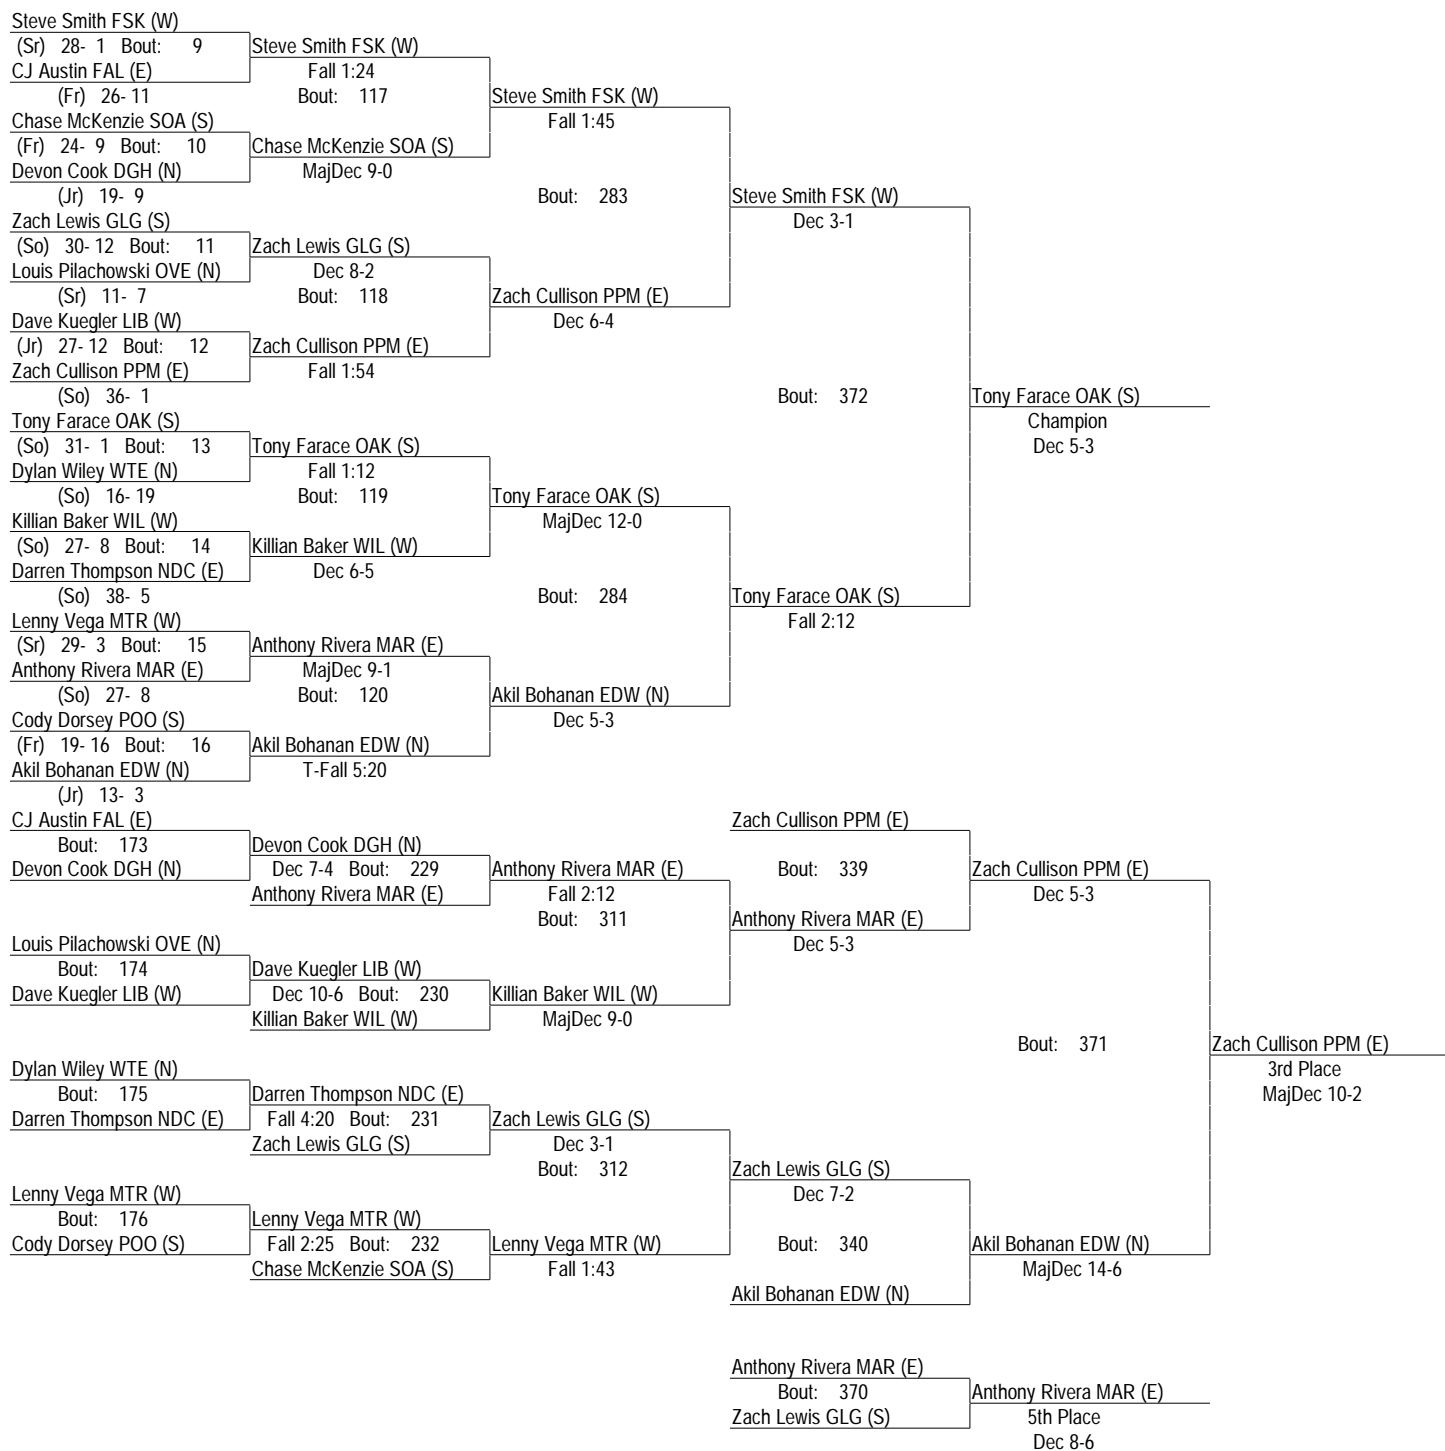 Steve Smith FSK (W)
(Sr) 28- 1 Bout: 9 Steve Smith FSK (W)
CJ Austin FAL (E) Fall 1:24
(Fr) 26- 11 Bout: 117 Steve Smith FSK (W)
Chase McKenzie SOA (S) Fall 1:45
(Fr) 24- 9 Bout: 10 Chase McKenzie SOA (S)
Devon Cook DGH (N) MajDec 9-0
(Jr) 19- 9 Bout: 283 Steve Smith FSK (W)
Zach Lewis GLG (S) Dec 3-1
(So) 30- 12 Bout: 11 Zach Lewis GLG (S)
Louis Pilachowski OVE (N) Dec 8-2
(Sr) 11- 7 Bout: 118 Zach Cullison PPM (E)
Dave Kuegler LIB (W) Dec 6-4
(Jr) 27- 12 Bout: 12 Zach Cullison PPM (E)
Zach Cullison PPM (E) Fall 1:54
(So) 36- 1 Bout: 372 Tony Farace OAK (S)
Tony Farace OAK (S) Champion
(So) 31- 1 Bout: 13 Tony Farace OAK (S) Dec 5-3
Dylan Wiley WTE (N) Fall 1:12
(So) 16- 19 Bout: 119 Tony Farace OAK (S)
Killian Baker WIL (W) MajDec 12-0
(So) 27- 8 Bout: 14 Killian Baker WIL (W)
Darren Thompson NDC (E) Dec 6-5
(So) 38- 5 Bout: 284 Tony Farace OAK (S)
Lenny Vega MTR (W) Fall 2:12
(Sr) 29- 3 Bout: 15 Anthony Rivera MAR (E)
Anthony Rivera MAR (E) MajDec 9-1
(So) 27- 8 Bout: 120 Akil Bohanan EDW (N)
Cody Dorsey POO (S) Dec 5-3
(Fr) 19- 16 Bout: 16 Akil Bohanan EDW (N)
Akil Bohanan EDW (N) T-Fall 5:20
(Jr) 13- 3
CJ Austin FAL (E) Zach Cullison PPM (E)
Bout: 173 Devon Cook DGH (N)
Devon Cook DGH (N) Dec 7-4 Bout: 229 Anthony Rivera MAR (E) Bout: 339 Zach Cullison PPM (E)
Anthony Rivera MAR (E) Fall 2:12 Dec 5-3
Bout: 311 Anthony Rivera MAR (E)
Louis Pilachowski OVE (N) Dec 5-3
Bout: 174 Dave Kuegler LIB (W)
Dave Kuegler LIB (W) Dec 10-6 Bout: 230 Killian Baker WIL (W)
Killian Baker WIL (W) MajDec 9-0
Bout: 371 Zach Cullison PPM (E)
Dylan Wiley WTE (N) 3rd Place
Bout: 175 Darren Thompson NDC (E) MajDec 10-2
Darren Thompson NDC (E) Fall 4:20 Bout: 231 Zach Lewis GLG (S)
Zach Lewis GLG (S) Dec 3-1
Bout: 312 Zach Lewis GLG (S)
Lenny Vega MTR (W) Dec 7-2
Bout: 176 Lenny Vega MTR (W)
Cody Dorsey POO (S) Fall 2:25 Bout: 232 Lenny Vega MTR (W) Bout: 340 Akil Bohanan EDW (N)
Chase McKenzie SOA (S) Fall 1:43 MajDec 14-6
Akil Bohanan EDW (N)
Anthony Rivera MAR (E)
Bout: 370 Anthony Rivera MAR (E)
Zach Lewis GLG (S) 5th Place
Dec 8-6